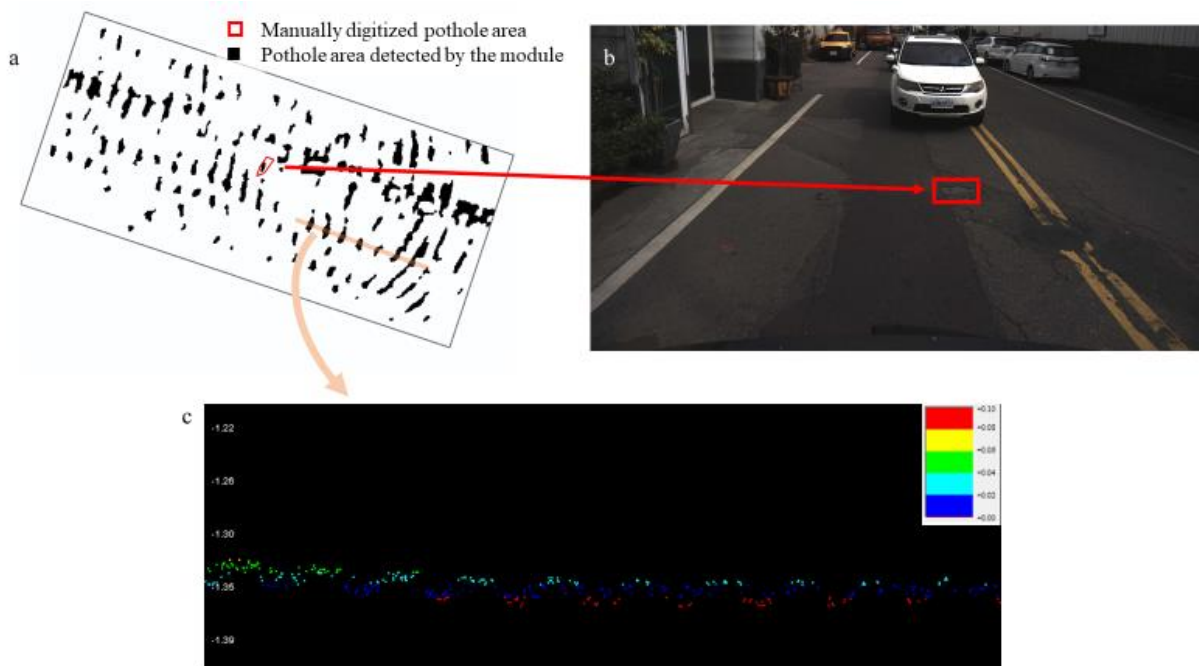 Manually digitized pothole area
Pothole area detected by the module
a
b
c
-1.22
-1.26
-1.30
-1.35
-1.39
+0.10
+0.08
+0.06
+0.04
+0.02
+0.00